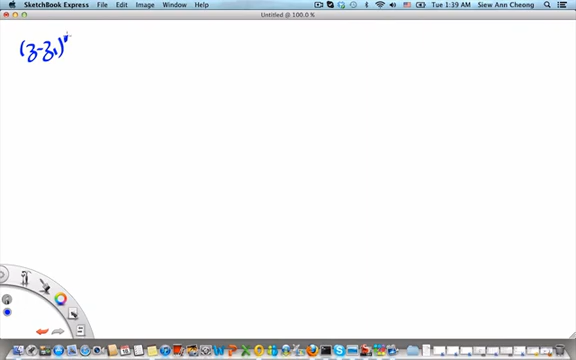 SketchBook Express File Edit Image Window Help Tue 1:39 AM Siew Ann Cheong
Untitled @ 100.0 %
(z-z₁)